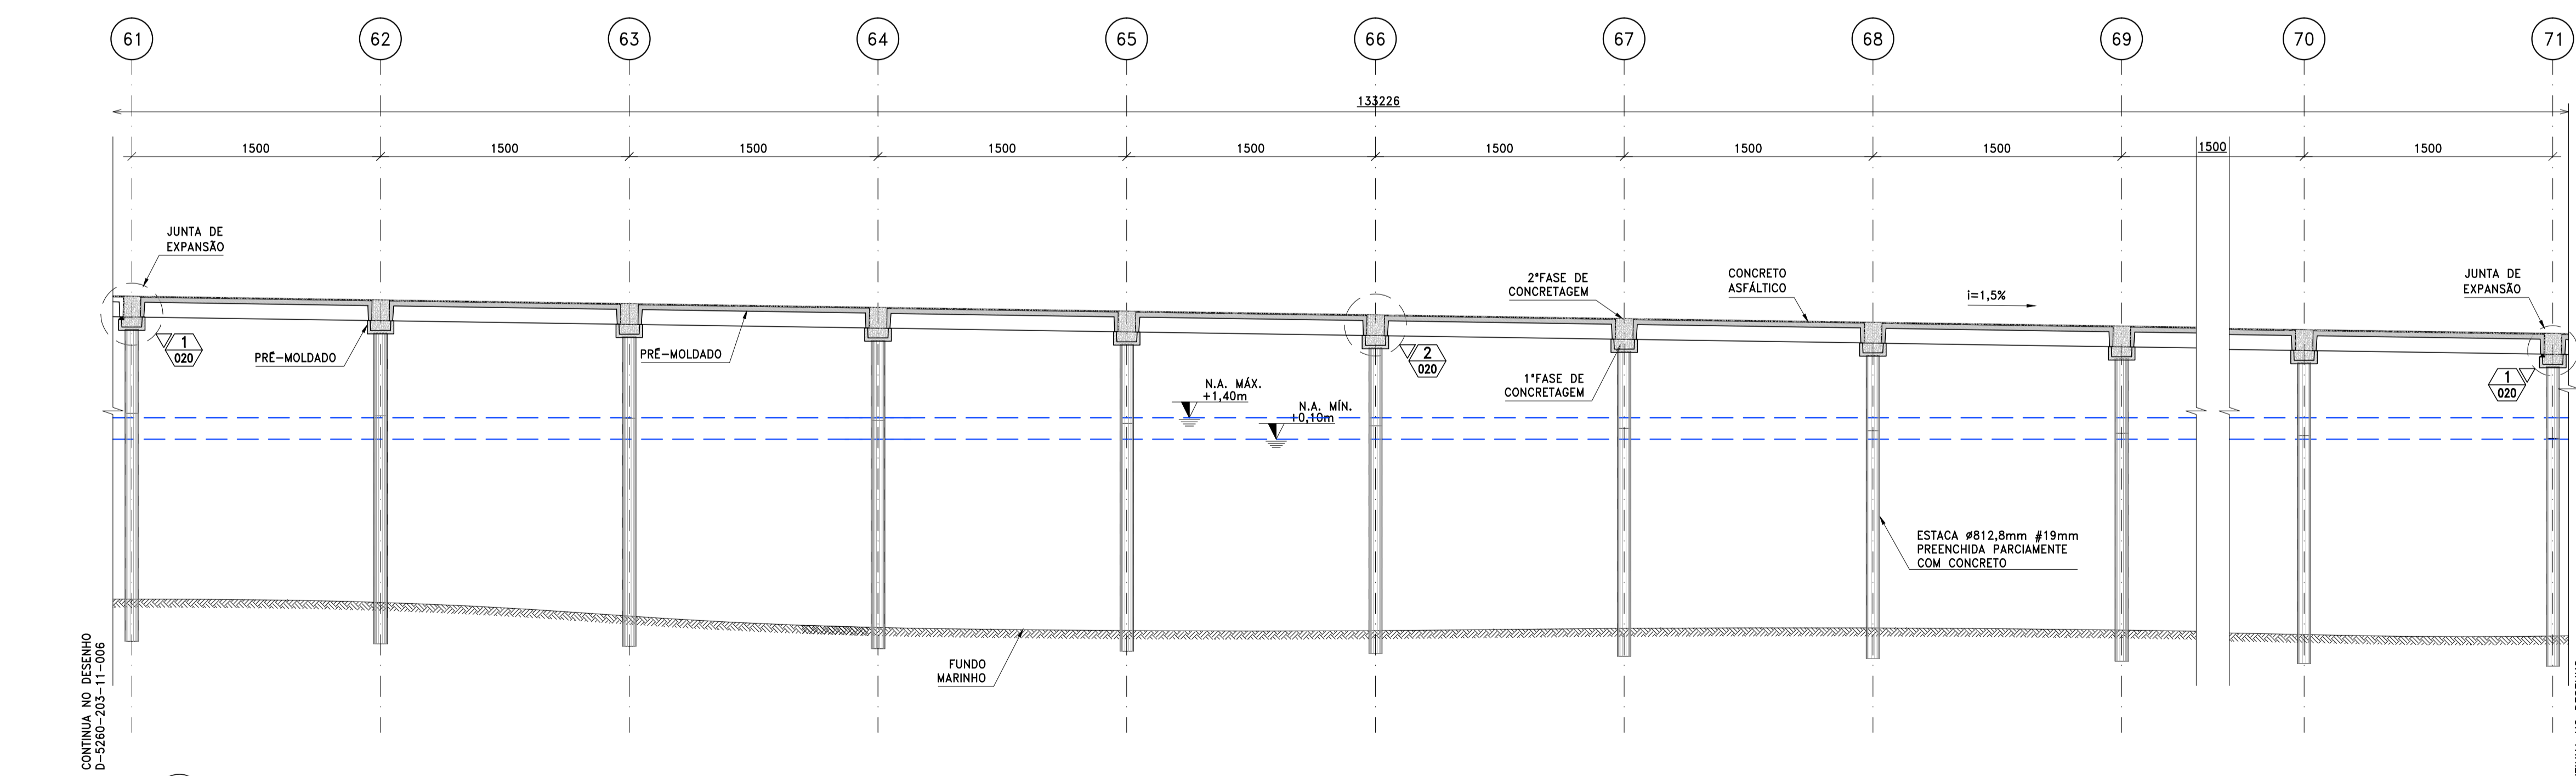 61 62 63 64 65 66 67 68 69 70 71
133226
1500 1500 1500 1500 1500 1500 1500 1500 1500 1500
JUNTA DE
EXPANSÃO
2ªFASE DE
CONCRETAGEM
CONCRETO
ASFÁLTICO
i=1,5%
JUNTA DE
EXPANSÃO
1
020
PRÉ-MOLDADO
PRÉ-MOLDADO
2
020
1ªFASE DE
CONCRETAGEM
1
020
N.A. MÁX.
+1,40m
N.A. MÍN.
+0,10m
ESTACA ø812,8mm #19mm
PREENCHIDA PARCIAMENTE
COM CONCRETO
FUNDO
MARINHO
CONTINUA NO DESENHO
D-5260-203-11-006